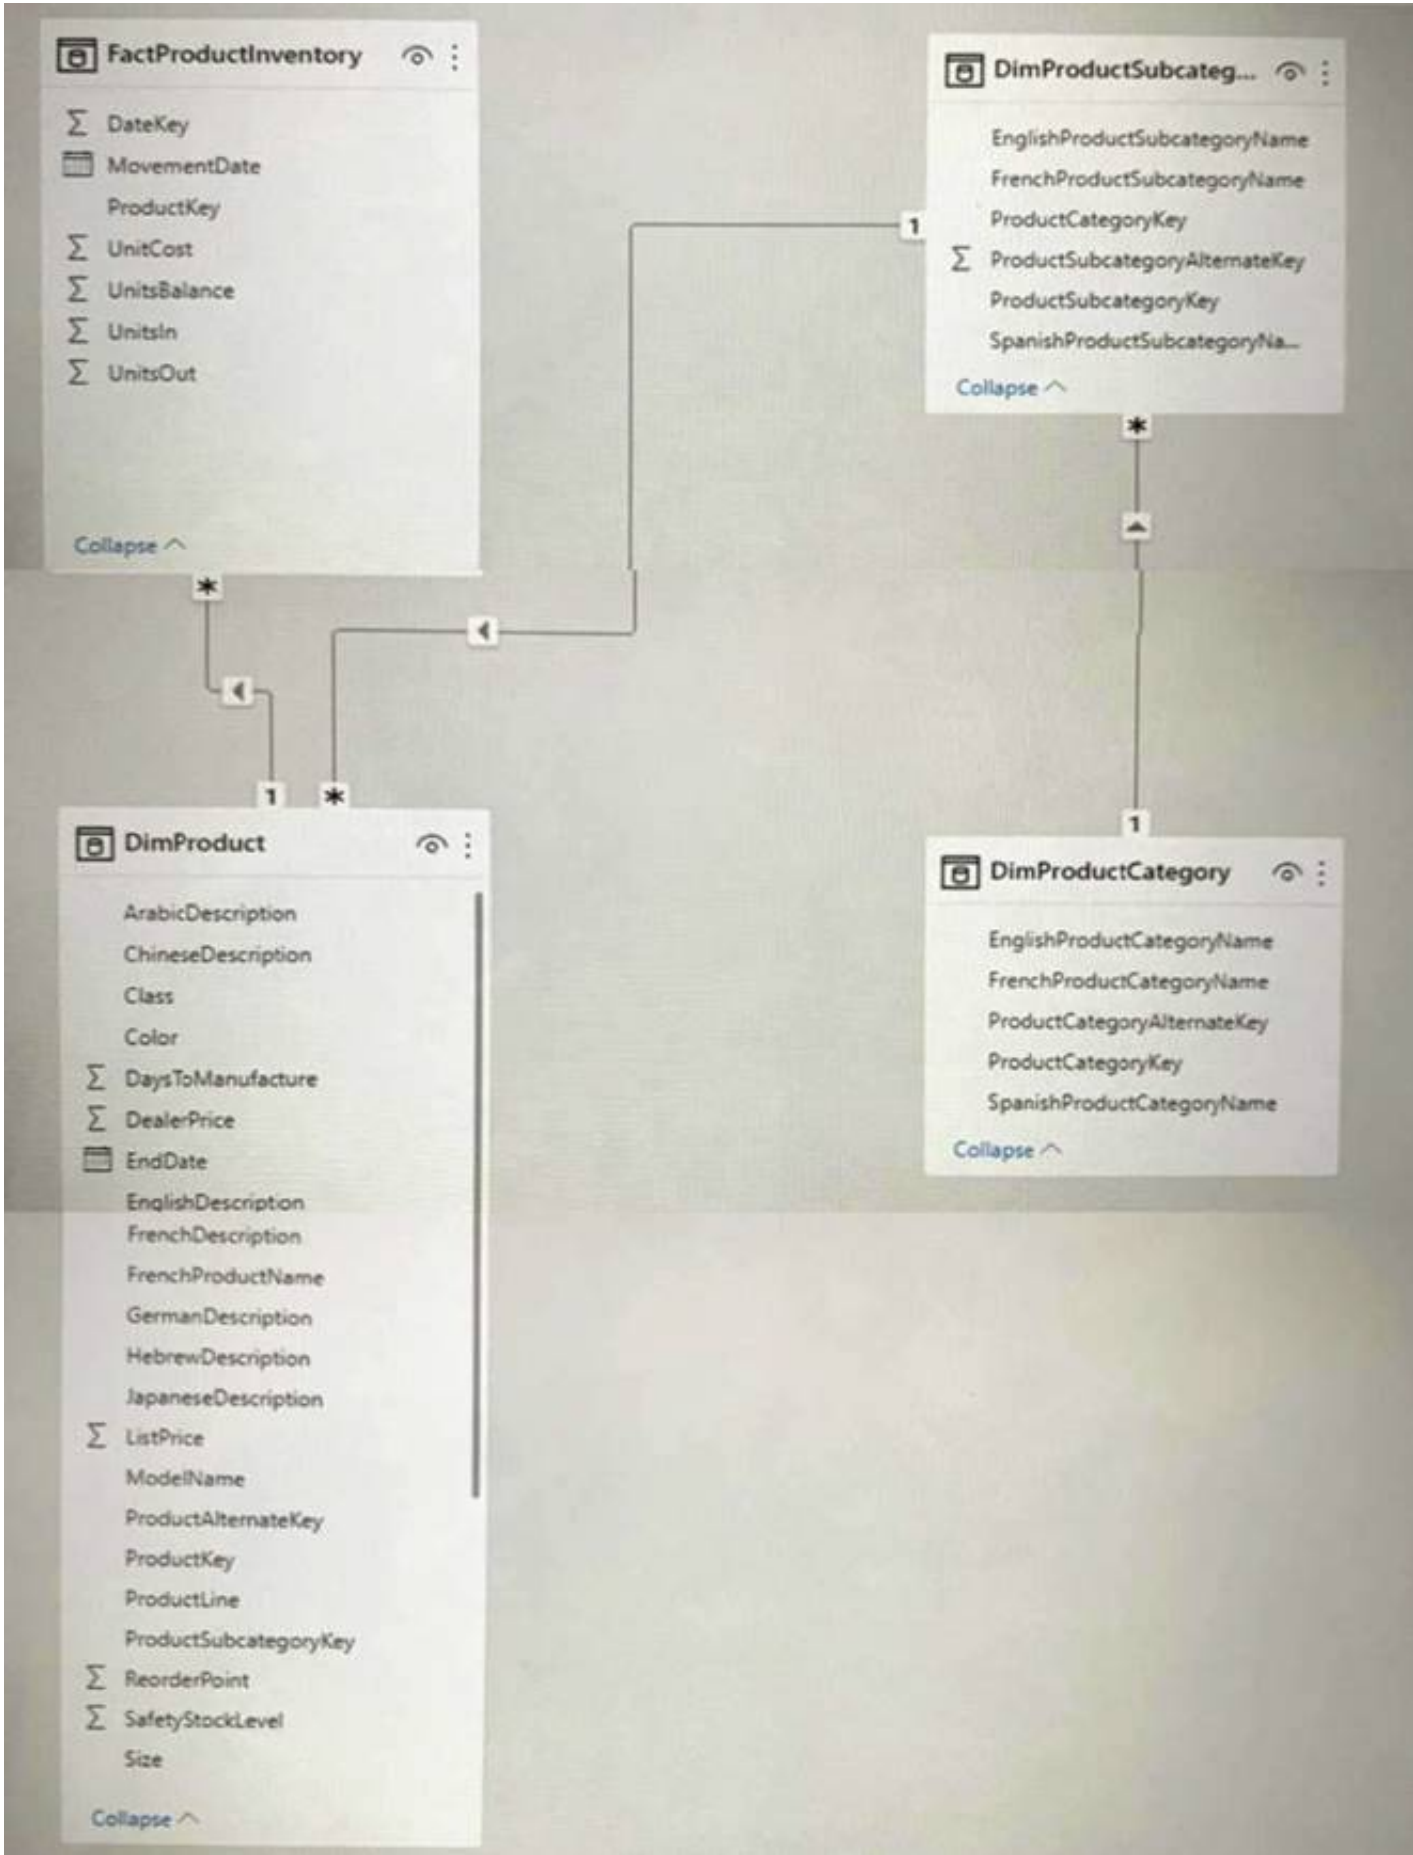 FactProductInventory
DateKey
MovementDate
ProductKey
UnitCost
UnitsBalance
UnitsIn
UnitsOut
Collapse
*
1
*
DimProductSubcateg...
EnglishProductSubcategoryName
FrenchProductSubcategoryName
ProductCategoryKey
ProductSubcategoryAlternateKey
ProductSubcategoryKey
SpanishProductSubcategoryNa...
Collapse
1
*
1
DimProduct
ArabicDescription
ChineseDescription
Class
Color
DaysToManufacture
DealerPrice
EndDate
EnglishDescription
FrenchDescription
FrenchProductName
GermanDescription
HebrewDescription
JapaneseDescription
ListPrice
ModelName
ProductAlternateKey
ProductKey
ProductLine
ProductSubcategoryKey
ReorderPoint
SafetyStockLevel
Size
Collapse
DimProductCategory
EnglishProductCategoryName
FrenchProductCategoryName
ProductCategoryAlternateKey
ProductCategoryKey
SpanishProductCategoryName
Collapse